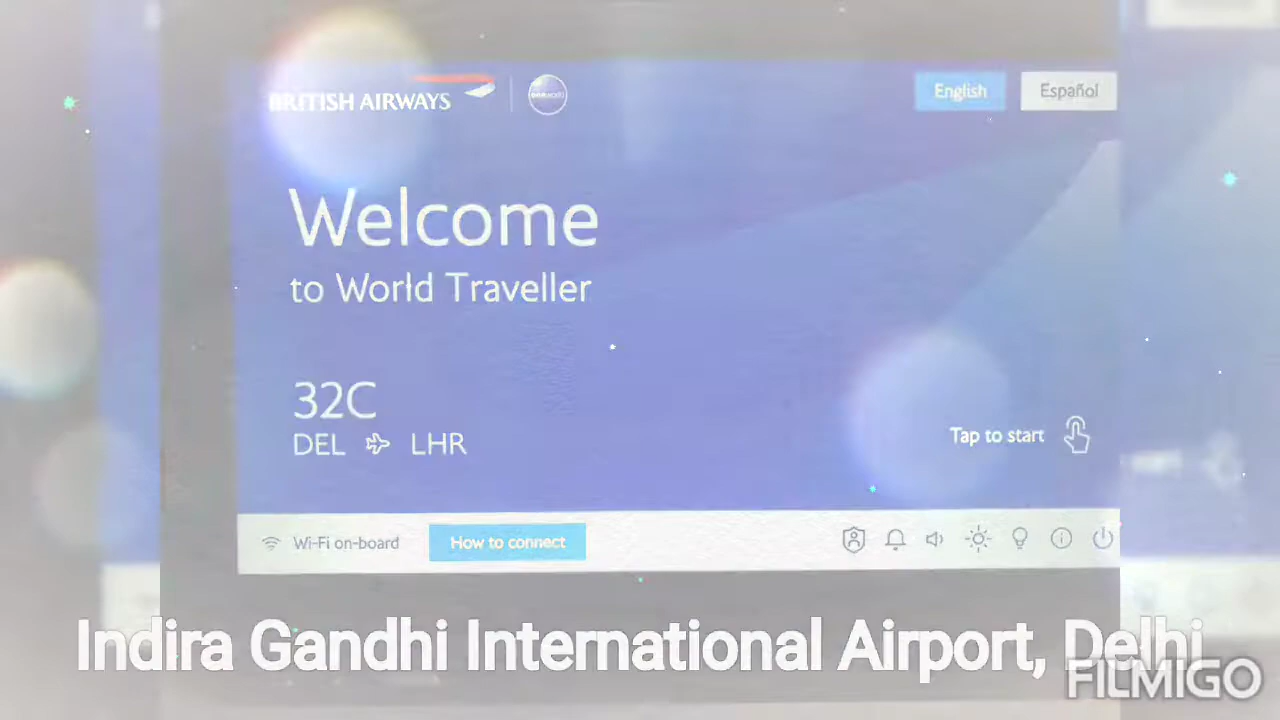 BRITISH AIRWAYS
oneworld
English
Español
Welcome
to World Traveller
32C
DEL LHR
Tap to start
Wi-Fi on-board
How to connect
Indira Gandhi International Airport, Delhi
FILMIGO